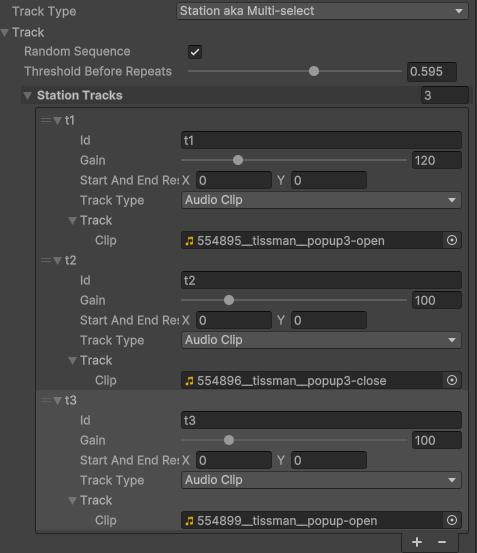 Track Type Station aka Multi-select
Track
Random Sequence
Threshold Before Repeats 0.595
Station Tracks 3
t1
Id t1
Gain 120
Start And End Res X 0 Y 0
Track Type Audio Clip
Track
Clip 554895__tissman__popup3-open
t2
Id t2
Gain 100
Start And End Res X 0 Y 0
Track Type Audio Clip
Track
Clip 554896__tissman__popup3-close
t3
Id t3
Gain 100
Start And End Res X 0 Y 0
Track Type Audio Clip
Track
Clip 554899__tissman__popup-open
+ −